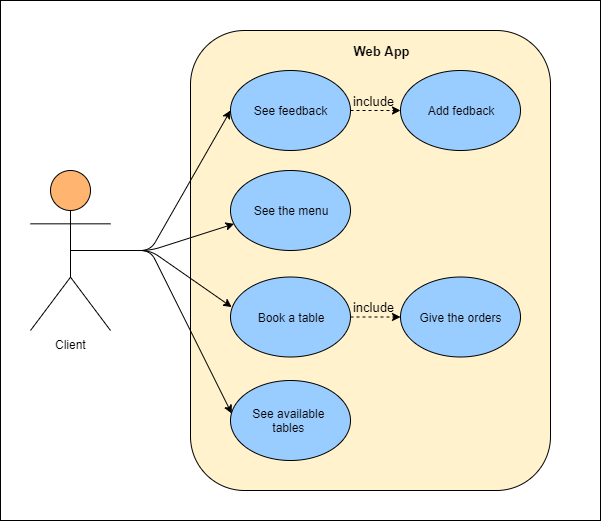 Web App
See feedback
include
Add fedback
See the menu
Book a table
include
Give the orders
Client
See available
tables